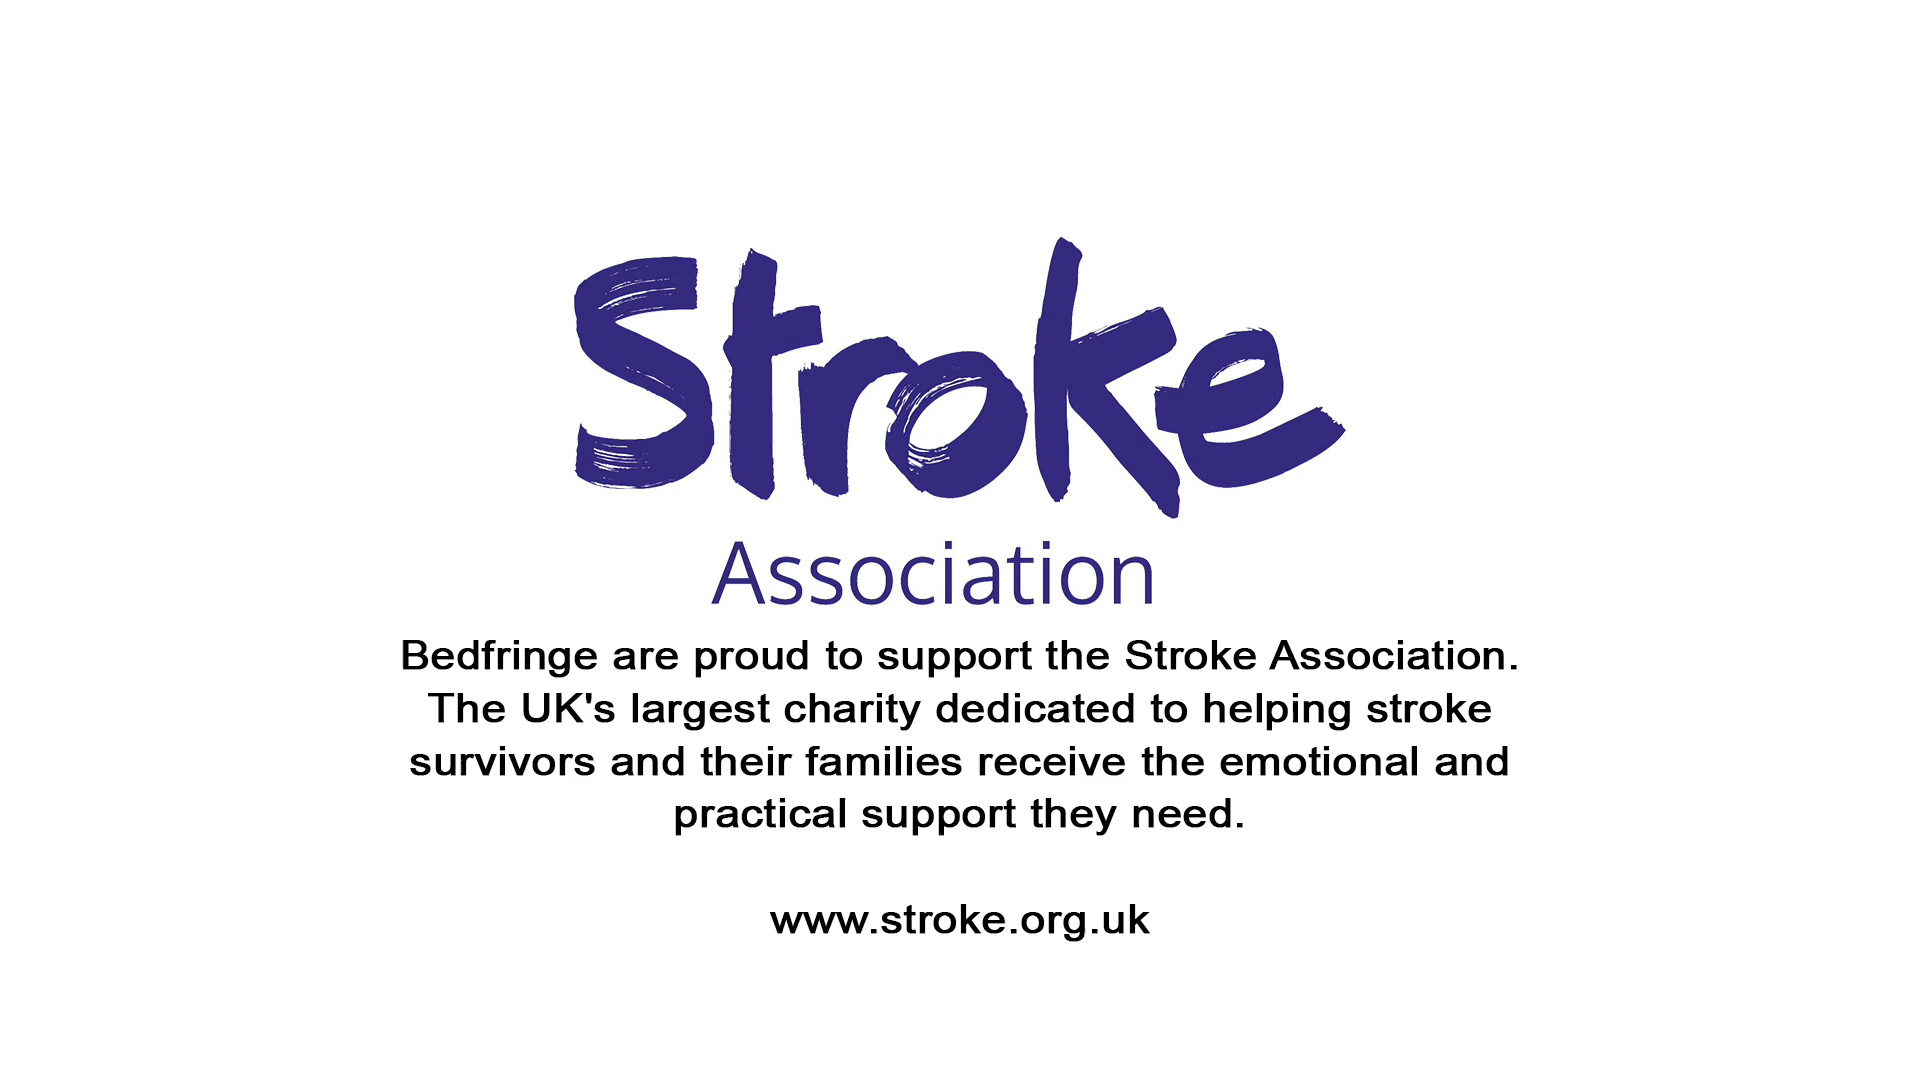 Stroke
Association
Bedfringe are proud to support the Stroke Association.
The UK's largest charity dedicated to helping stroke
survivors and their families receive the emotional and
practical support they need.
www.stroke.org.uk